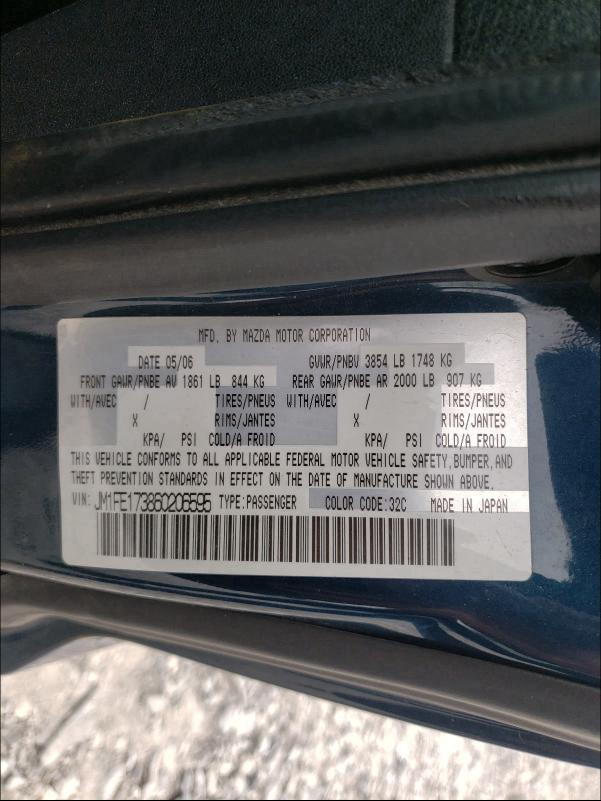 MFD. BY MAZDA MOTOR CORPORATION
DATE 05/06 GVWR/PNBV 3854 LB 1748 KG
FRONT GAWR/PNBE AV 1861 LB 844 KG REAR GAWR/PNBE AR 2000 LB 907 KG
WITH/AVEC / TIRES/PNEUS WITH/AVEC / TIRES/PNEUS
X RIMS/JANTES X RIMS/JANTES
KPA/ PSI COLD/A FROID KPA/ PSI COLD/A FROID
THIS VEHICLE CONFORMS TO ALL APPLICABLE FEDERAL MOTOR VEHICLE SAFETY, BUMPER, AND
THEFT PREVENTION STANDARDS IN EFFECT ON THE DATE OF MANUFACTURE SHOWN ABOVE.
VIN: JM1FE173860206595 TYPE:PASSENGER COLOR CODE:32C MADE IN JAPAN